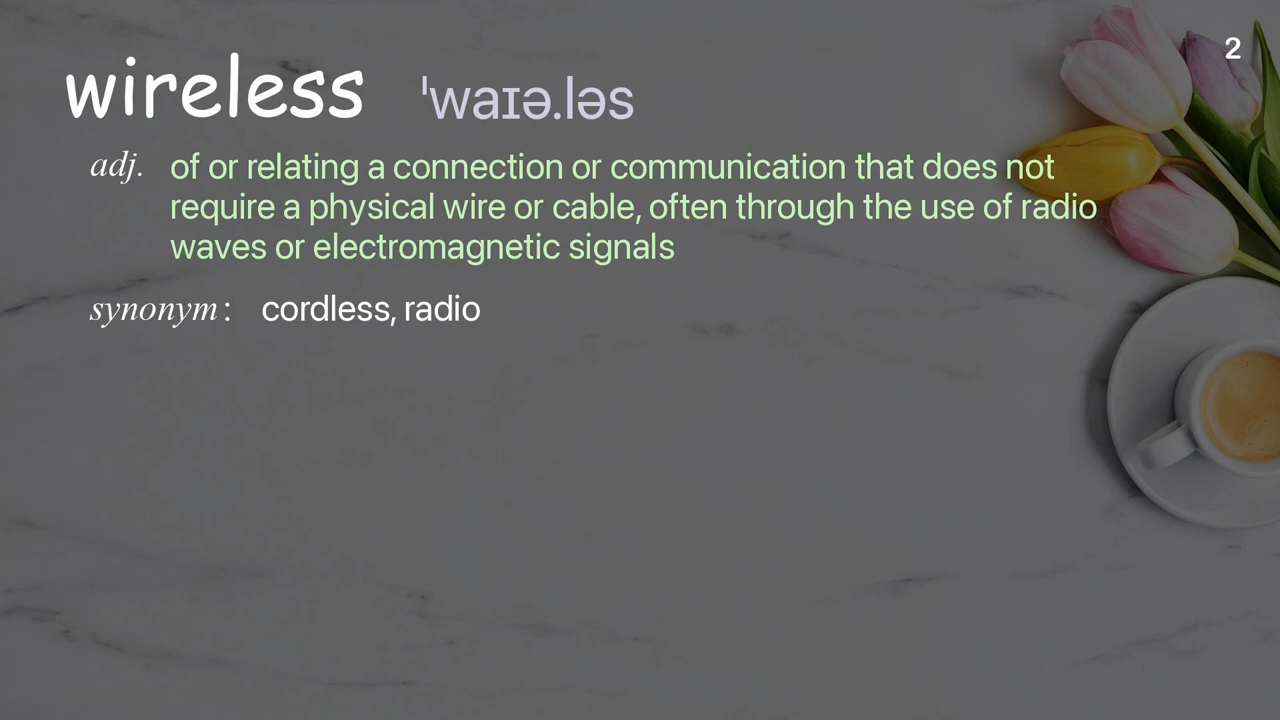 2
wireless ˈwaɪə.ləs
adj. of or relating a connection or communication that does not
require a physical wire or cable, often through the use of radio
waves or electromagnetic signals
synonym: cordless, radio